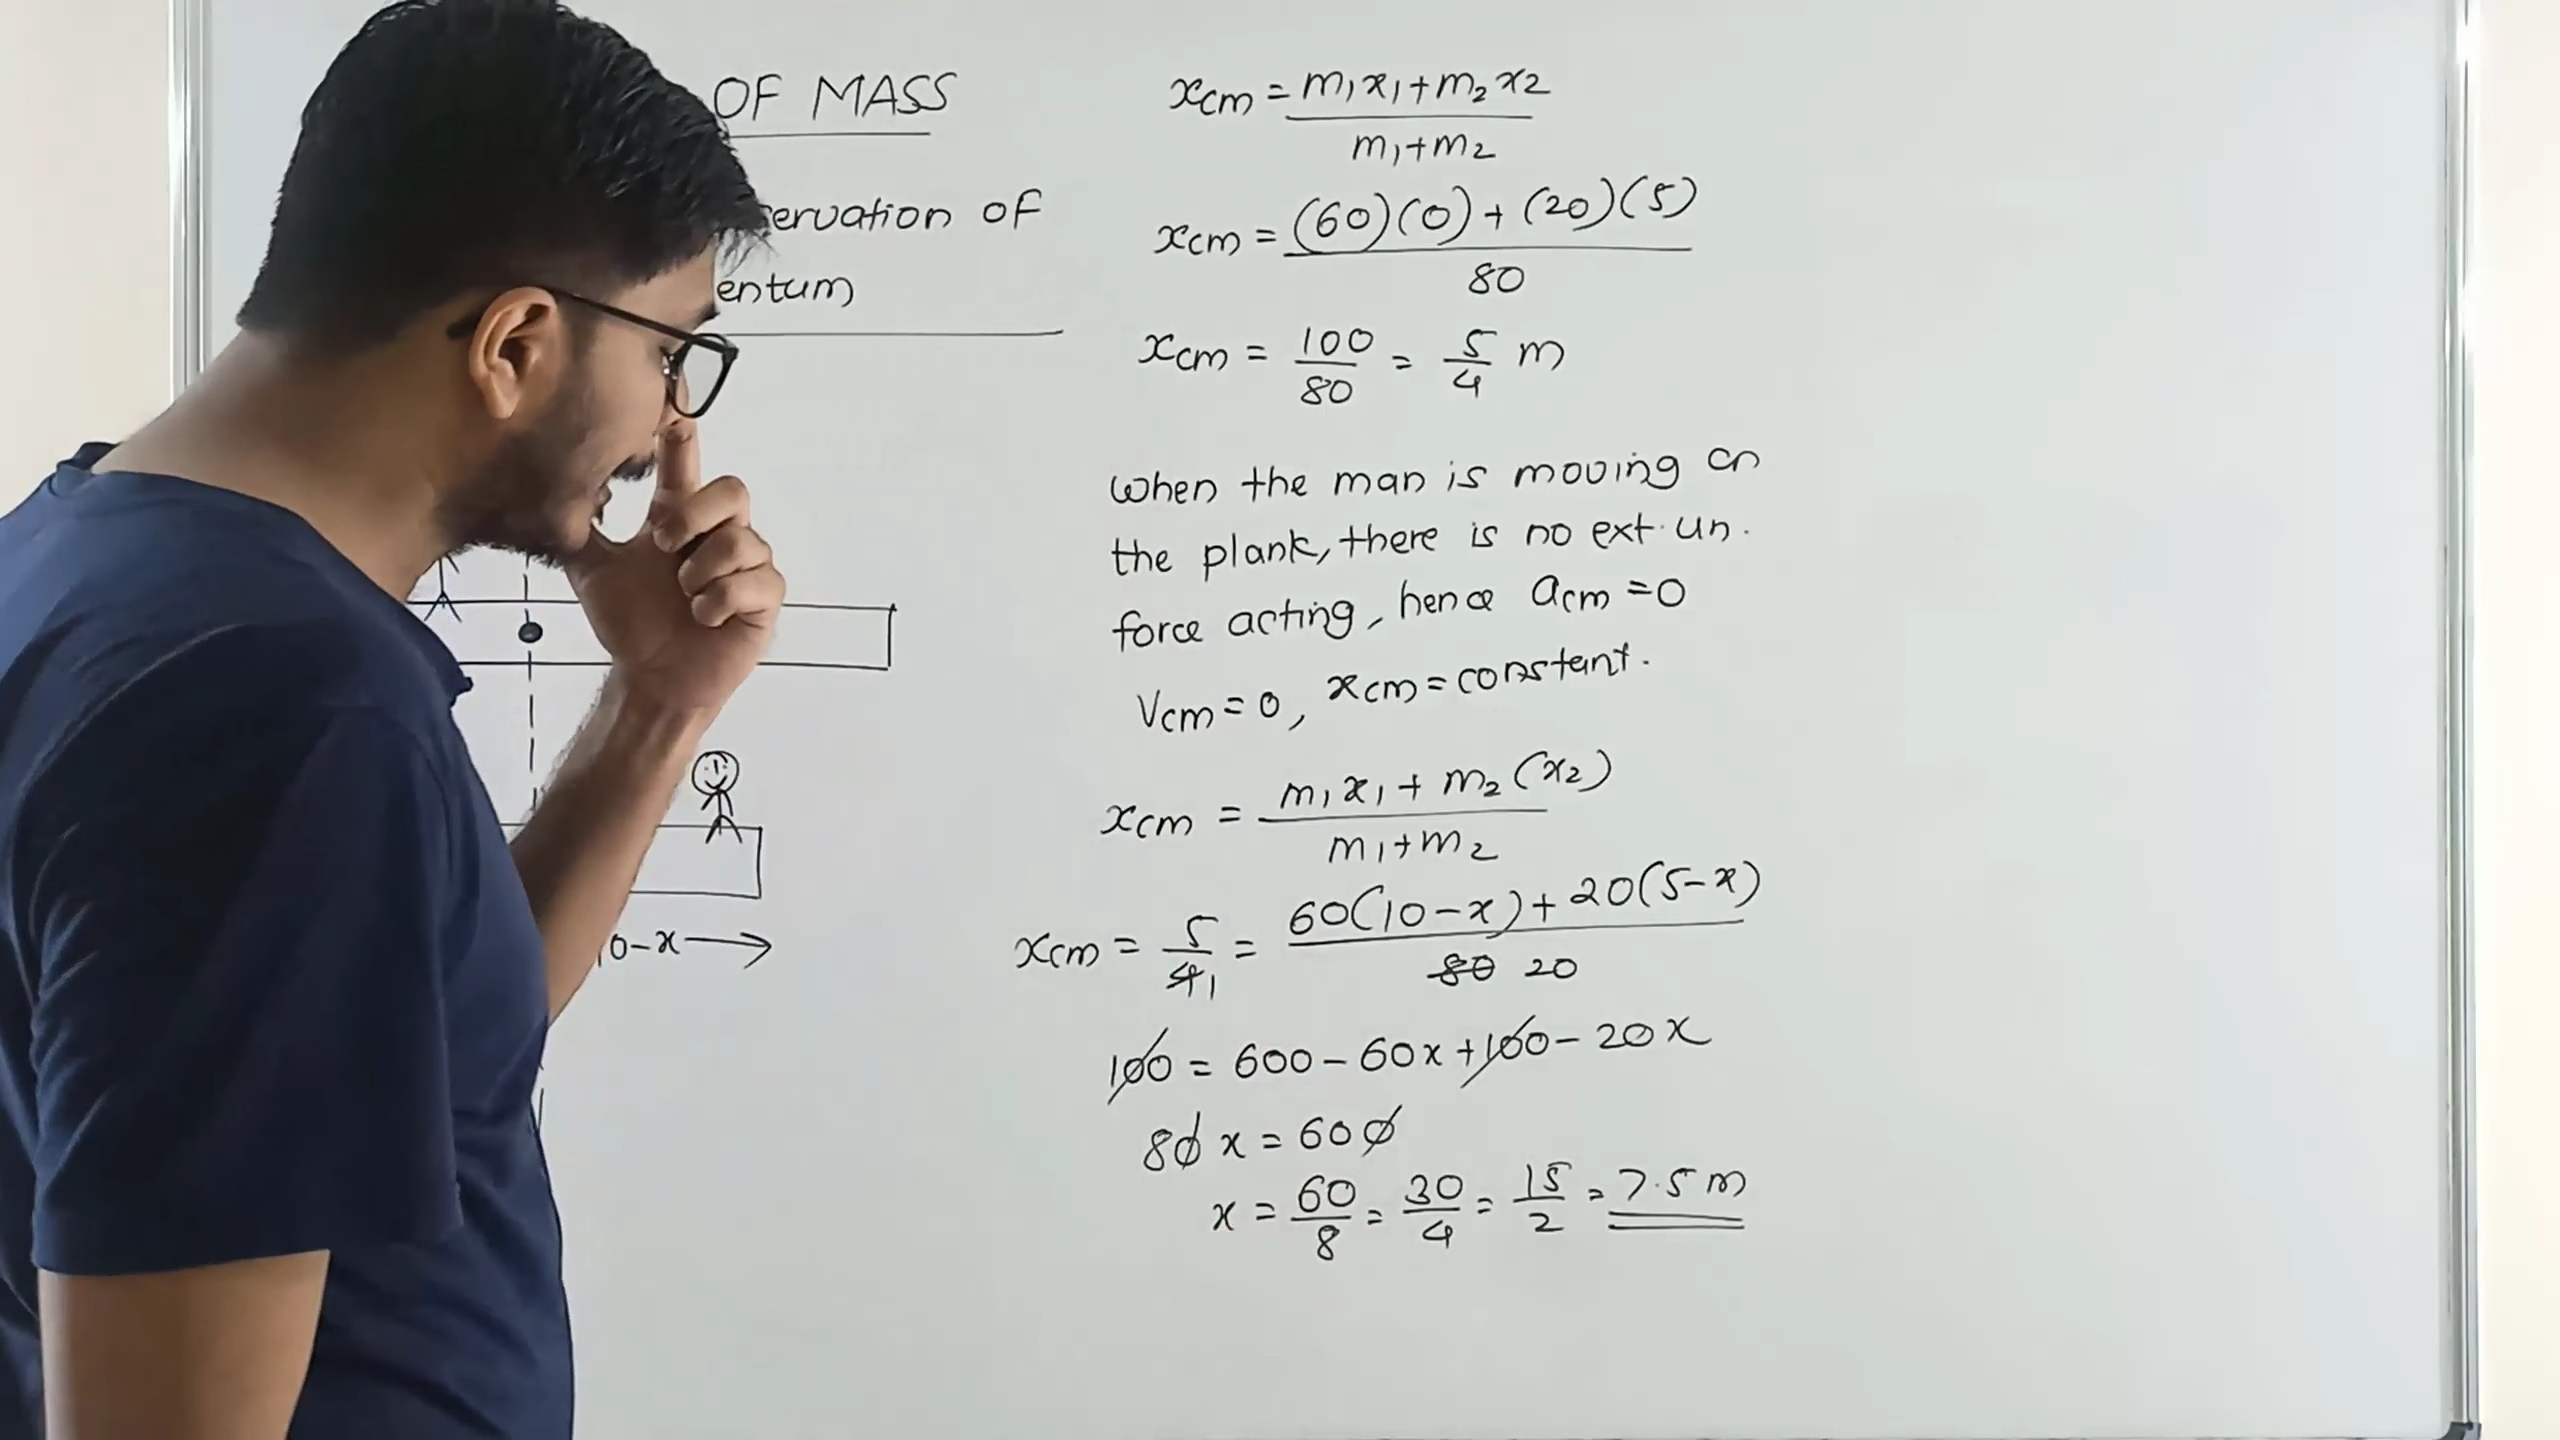 OF MASS
servation of
entum
10-x
xcm = m₁x₁+m₂x₂ / m₁+m₂
xcm = (60)(0) + (20)(5) / 80
xcm = 100/80 = 5/4 m
when the man is moving on
the plank, there is no ext. un.
force acting, hence acm = 0
Vcm = 0, xcm = constant.
xcm = m₁x₁ + m₂(x₂) / m₁+m₂
xcm = 5/4 1 = 60(10-x) + 20(5-x) / 80 20
100 = 600 - 60x + 100 - 20x
80x = 600
x = 60/8 = 30/4 = 15/2 = 7.5 m